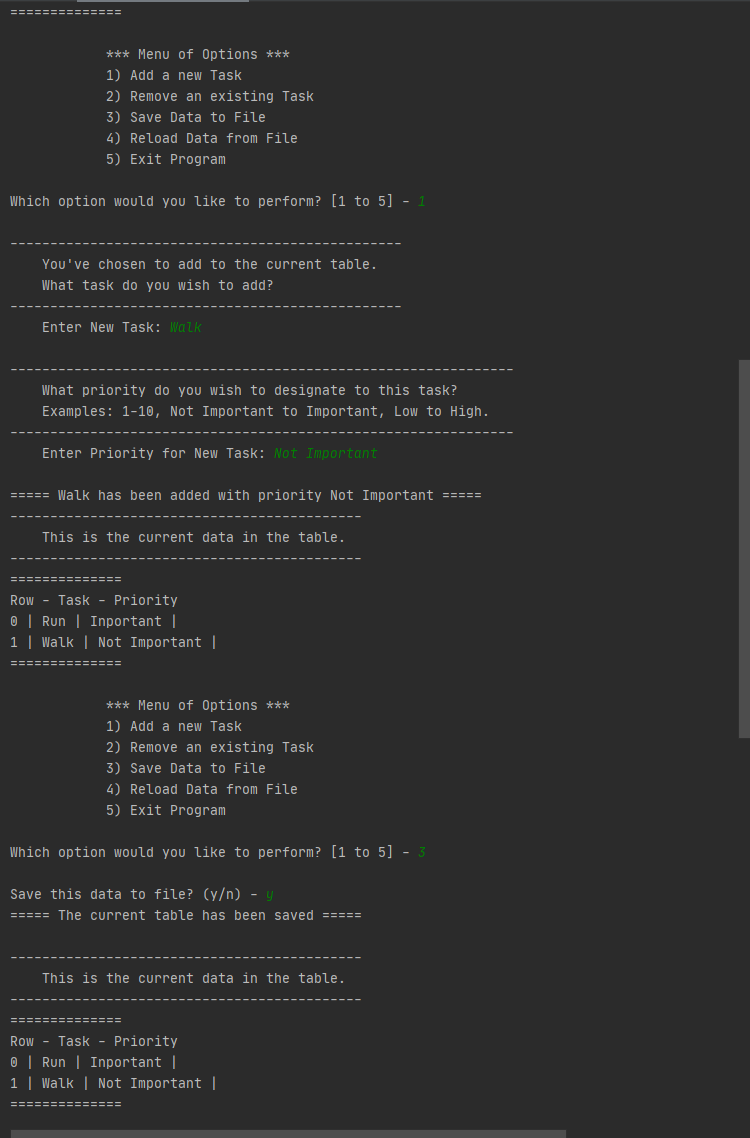 ==============
*** Menu of Options ***
1) Add a new Task
2) Remove an existing Task
3) Save Data to File
4) Reload Data from File
5) Exit Program
Which option would you like to perform? [1 to 5] - 1
-------------------------------------------------
You've chosen to add to the current table.
What task do you wish to add?
-------------------------------------------------
Enter New Task: Walk
---------------------------------------------------------------
What priority do you wish to designate to this task?
Examples: 1-10, Not Important to Important, Low to High.
---------------------------------------------------------------
Enter Priority for New Task: Not Important
===== Walk has been added with priority Not Important =====
--------------------------------------------
This is the current data in the table.
--------------------------------------------
==============
Row - Task - Priority
0 | Run | Inportant |
1 | Walk | Not Important |
==============
*** Menu of Options ***
1) Add a new Task
2) Remove an existing Task
3) Save Data to File
4) Reload Data from File
5) Exit Program
Which option would you like to perform? [1 to 5] - 3
Save this data to file? (y/n) - y
===== The current table has been saved =====
--------------------------------------------
This is the current data in the table.
--------------------------------------------
==============
Row - Task - Priority
0 | Run | Inportant |
1 | Walk | Not Important |
==============